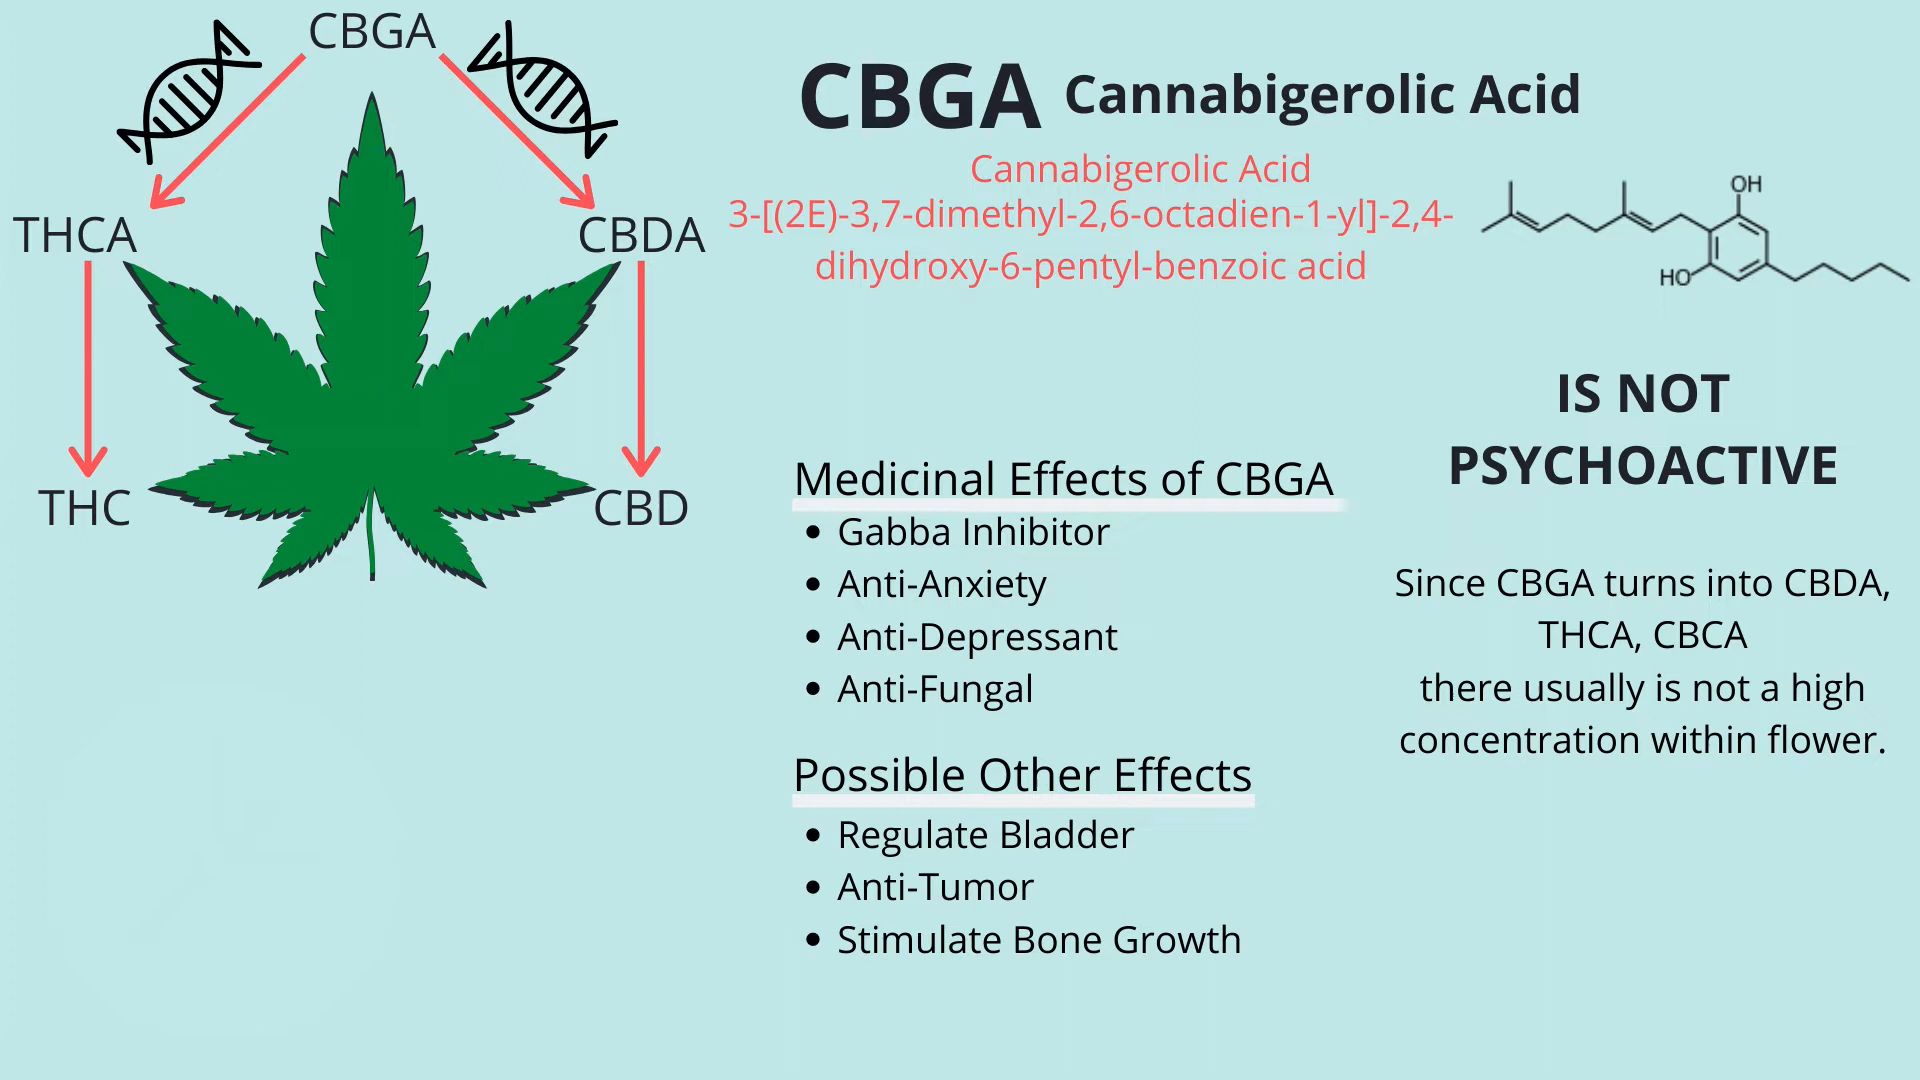 CBGA
THCA
CBDA
THC
CBD
CBGA Cannabigerolic Acid
Cannabigerolic Acid
3-[(2E)-3,7-dimethyl-2,6-octadien-1-yl]-2,4-
dihydroxy-6-pentyl-benzoic acid
OH
HO
IS NOT
PSYCHOACTIVE
Medicinal Effects of CBGA
• Gabba Inhibitor
• Anti-Anxiety
• Anti-Depressant
• Anti-Fungal
Since CBGA turns into CBDA,
THCA, CBCA
there usually is not a high
concentration within flower.
Possible Other Effects
• Regulate Bladder
• Anti-Tumor
• Stimulate Bone Growth